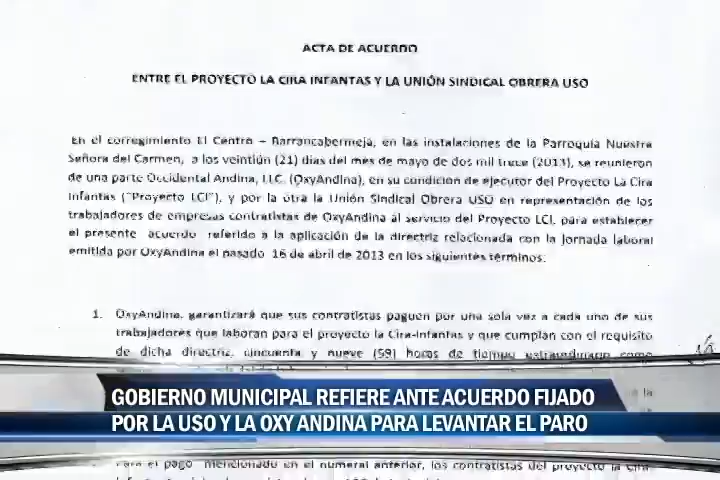 ACTA DE ACUERDO
ENTRE EL PROYECTO LA CIRA INFANTAS Y LA UNIÓN SINDICAL OBRERA USO
En el corregimiento El Centro – Barrancabermeja, en las instalaciones de la Parroquia Nuestra
Señora del Carmen, a los veintiún (21) días del mes de mayo de dos mil trece (2013), se reunieron
de una parte Occidental Andina, LLC. (OxyAndina), en su condición de ejecutor del Proyecto La Cira
Infantas ("Proyecto LCI"), y por la otra la Unión Sindical Obrera USO en representación de los
trabajadores de empresas contratistas de OxyAndina al servicio del Proyecto LCI, para establecer
el presente acuerdo referido a la aplicación de la directriz relacionada con la Jornada laboral
emitida por OxyAndina el pasado 16 de abril de 2013 en los siguientes términos:
1. OxyAndina, garantizará que sus contratistas paguen por una sola vez a cada uno de sus
trabajadores que laboran para el proyecto la Cira-Infantas y que cumplan con el requisito
de dicha directriz, cincuenta y nueve (59) horas de tiempo extraordinario como
la
GOBIERNO MUNICIPAL REFIERE ANTE ACUERDO FIJADO
POR LA USO Y LA OXY ANDINA PARA LEVANTAR EL PARO
Para el pago mencionado en el numeral anterior, los contratistas del proyecto la Cira